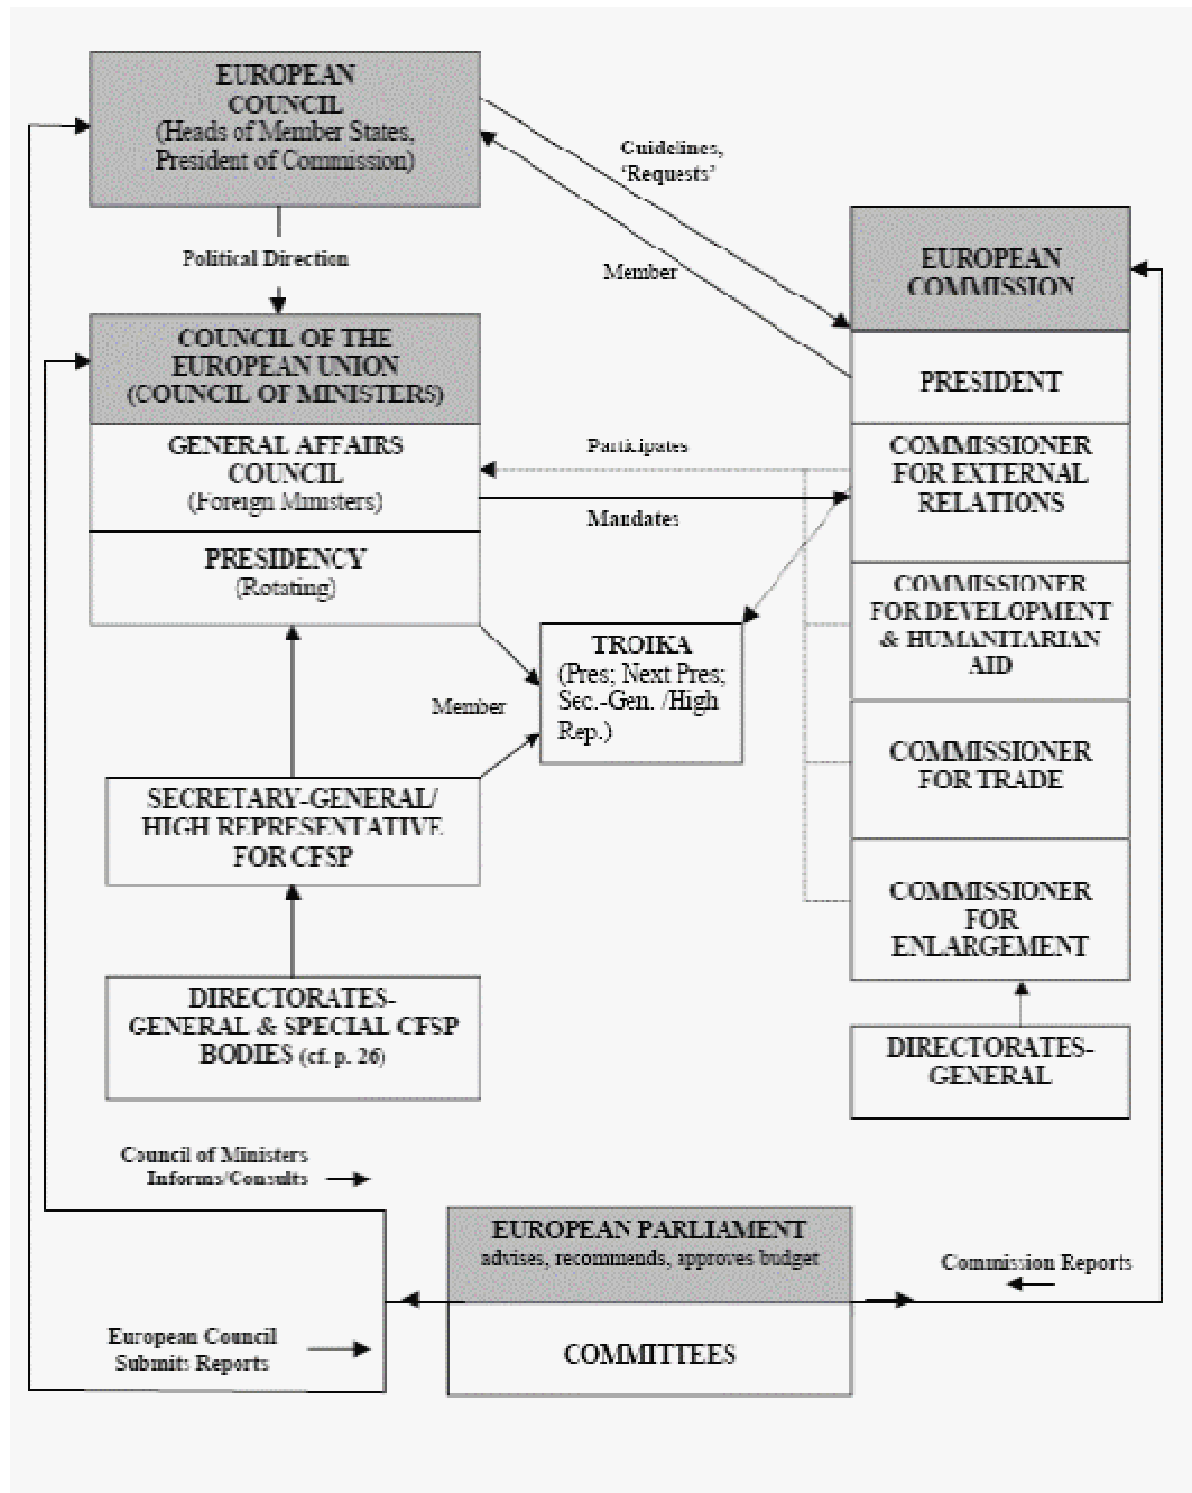 EUROPEAN
COUNCIL
(Heads of Member States,
President of Commission)
Guidelines,
‘Requests’
Political Direction
Member
EUROPEAN
COMMISSION
COUNCIL OF THE
EUROPEAN UNION
(COUNCIL OF MINISTERS)
PRESIDENT
GENERAL AFFAIRS
COUNCIL
(Foreign Ministers)
Participates
Mandates
COMMISSIONER
FOR EXTERNAL
RELATIONS
PRESIDENCY
(Rotating)
COMMISSIONER
FOR DEVELOPMENT
& HUMANITARIAN
AID
TROIKA
(Pres; Next Pres;
Sec.-Gen. /High
Rep.)
Member
COMMISSIONER
FOR TRADE
SECRETARY-GENERAL/
HIGH REPRESENTATIVE
FOR CFSP
COMMISSIONER
FOR
ENLARGEMENT
DIRECTORATES-
GENERAL & SPECIAL CFSP
BODIES (cf. p. 26)
DIRECTORATES-
GENERAL
Council of Ministers
Informs/Consults
EUROPEAN PARLIAMENT
advises, recommends, approves budget
Commission Reports
European Council
Submits Reports
COMMITTEES